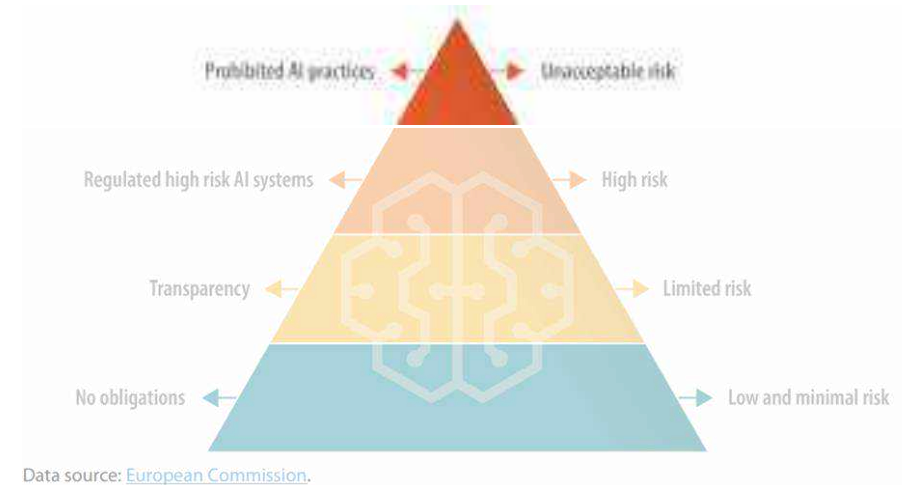 Prohibited AI practices
Unacceptable risk
Regulated high risk AI systems
High risk
Transparency
Limited risk
No obligations
Low and minimal risk
Data source: European Commission.